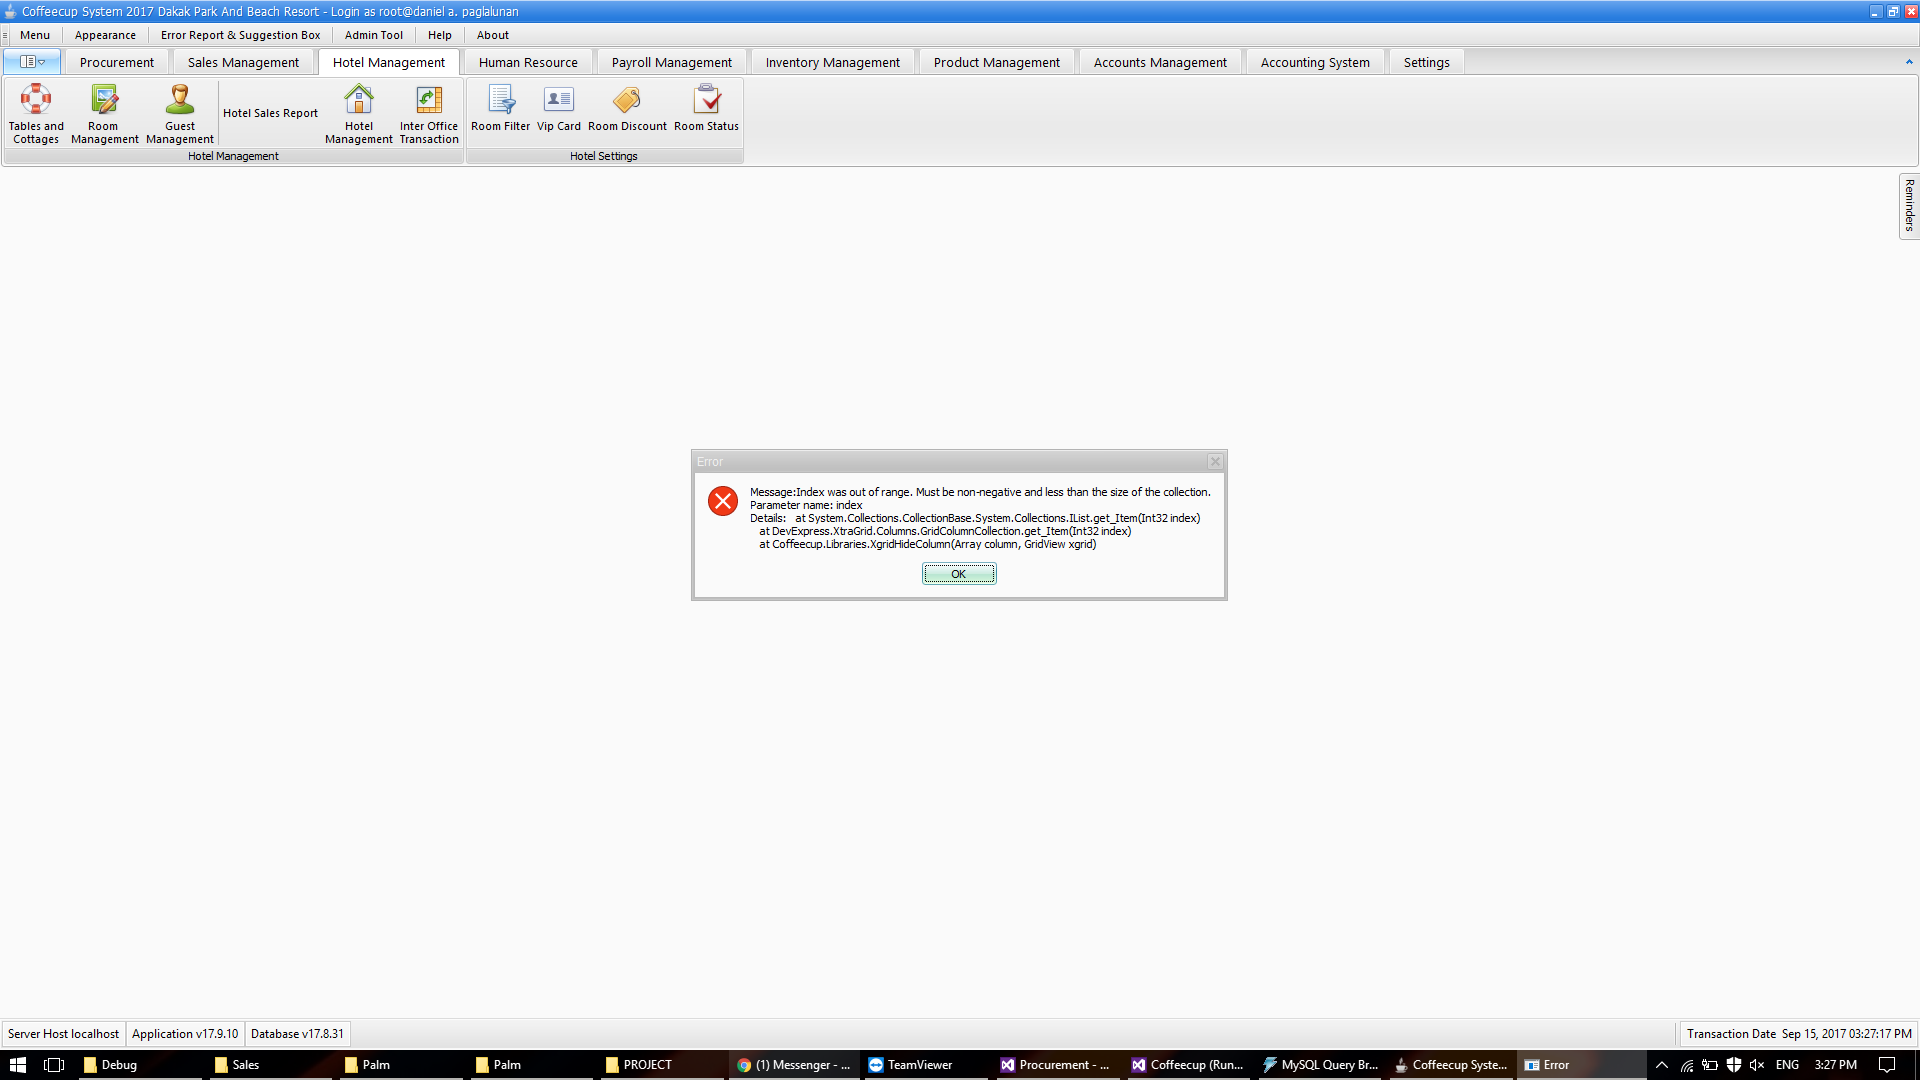 Coffeecup System 2017 Dakak Park And Beach Resort - Login as root@daniel a. paglalunan
Menu Appearance Error Report & Suggestion Box Admin Tool Help About
Procurement Sales Management Hotel Management Human Resource Payroll Management Inventory Management Product Management Accounts Management Accounting System Settings
Tables and Cottages
Room Management
Guest Management
Hotel Sales Report
Hotel Management
Inter Office Transaction
Room Filter
Vip Card
Room Discount
Room Status
Hotel Management
Hotel Settings
Reminders
Error
Message:Index was out of range. Must be non-negative and less than the size of the collection.
Parameter name: index
Details: at System.Collections.CollectionBase.System.Collections.IList.get_Item(Int32 index)
at DevExpress.XtraGrid.Columns.GridColumnCollection.get_Item(Int32 index)
at Coffeecup.Libraries.XgridHideColumn(Array column, GridView xgrid)
OK
Server Host localhost Application v17.9.10 Database v17.8.31
Transaction Date Sep 15, 2017 03:27:17 PM
Debug Sales Palm Palm PROJECT (1) Messenger - ... TeamViewer Procurement - ... Coffeecup (Run... MySQL Query Br... Coffeecup Syste... Error
ENG 3:27 PM